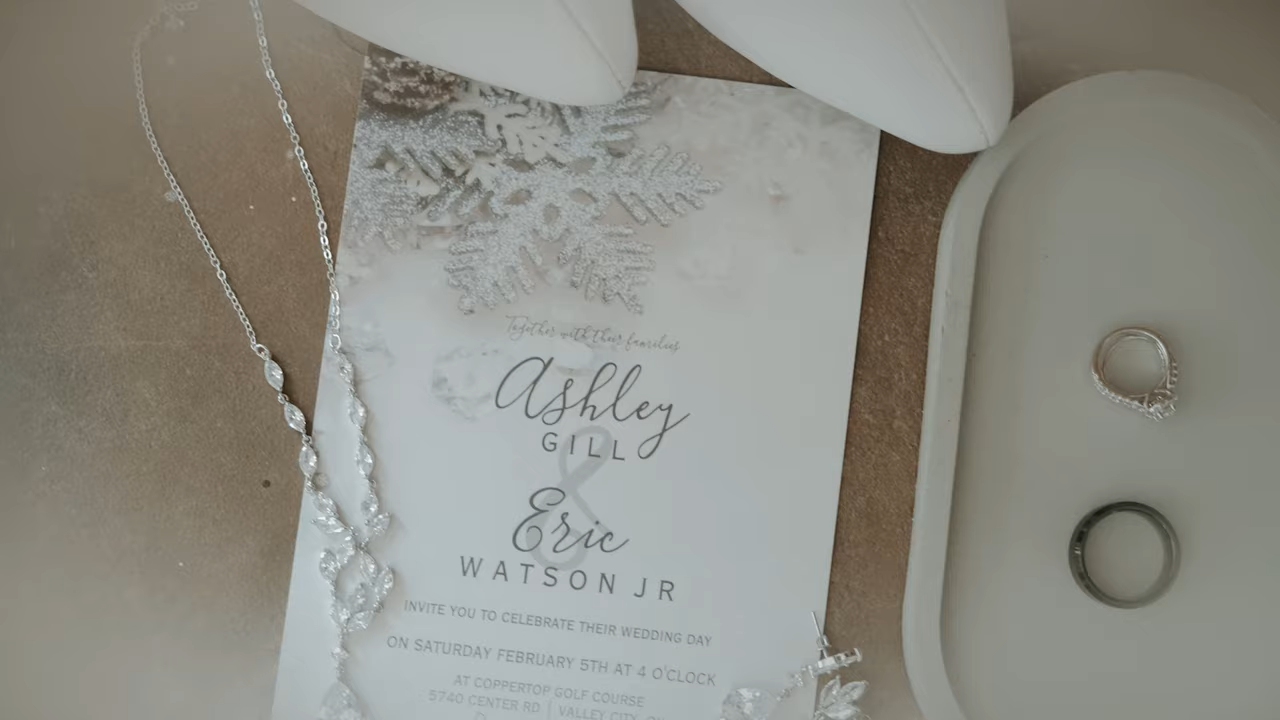 Together with their families
Ashley
GILL
&
Eric
WATSON JR
INVITE YOU TO CELEBRATE THEIR WEDDING DAY
ON SATURDAY FEBRUARY 5TH AT 4 O'CLOCK
AT COPPERTOP GOLF COURSE
5740 CENTER RD | VALLEY CITY,